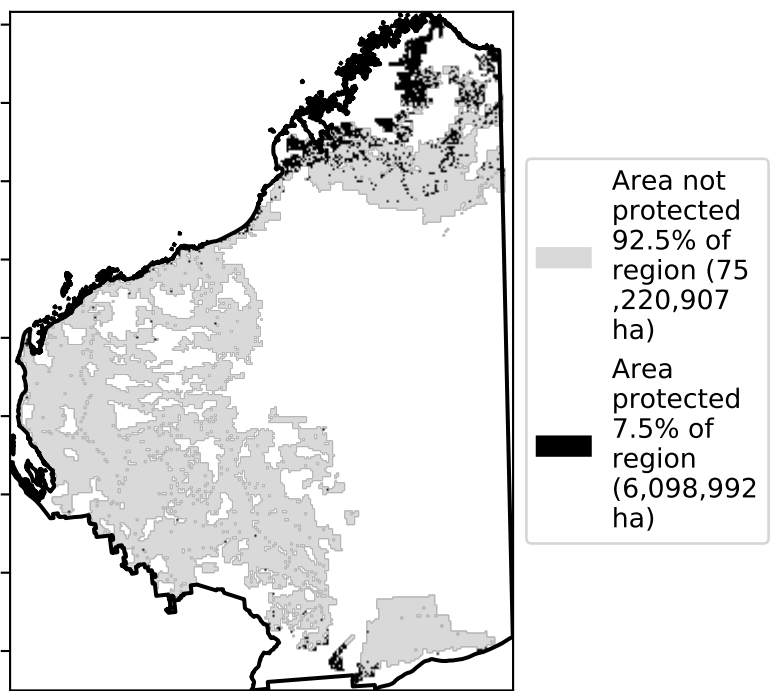 Area not
protected
92.5% of
region (75
,220,907
ha)
Area
protected
7.5% of
region
(6,098,992
ha)